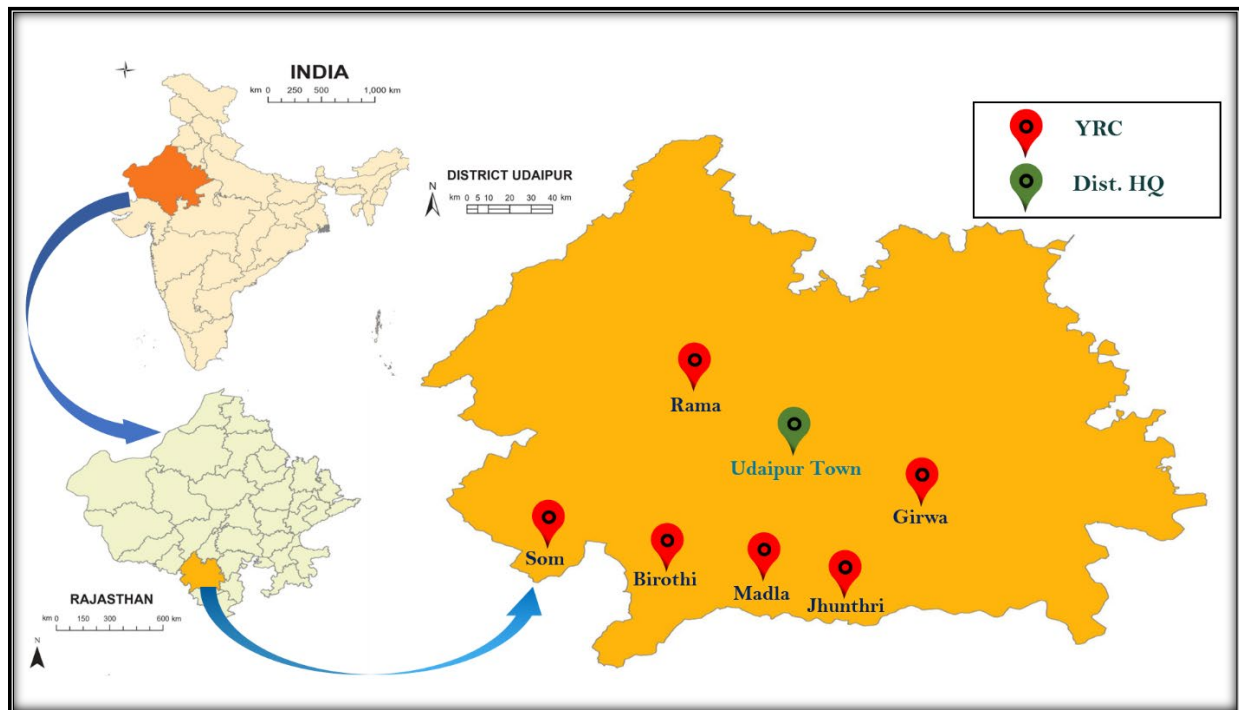 INDIA
km 0 250 500 1,000 km
DISTRICT UDAIPUR
N
km 0 5 10 20 30 40 km
YRC
Dist. HQ
Rama
Udaipur Town
Girwa
Som
Birothi
Madla
Jhunthri
RAJASTHAN
km 0 150 300 600 km
N